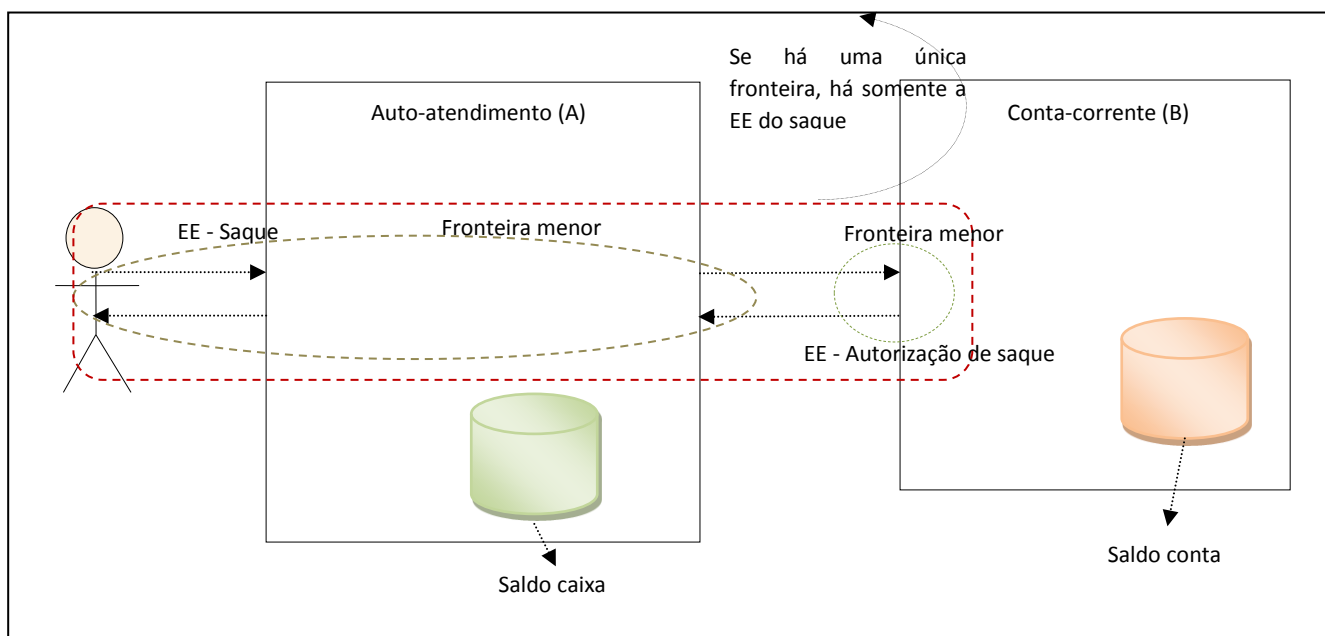 Se há uma única
fronteira, há somente a
EE do saque
Auto-atendimento (A)
Conta-corrente (B)
EE - Saque
Fronteira menor
Fronteira menor
EE - Autorização de saque
Saldo conta
Saldo caixa